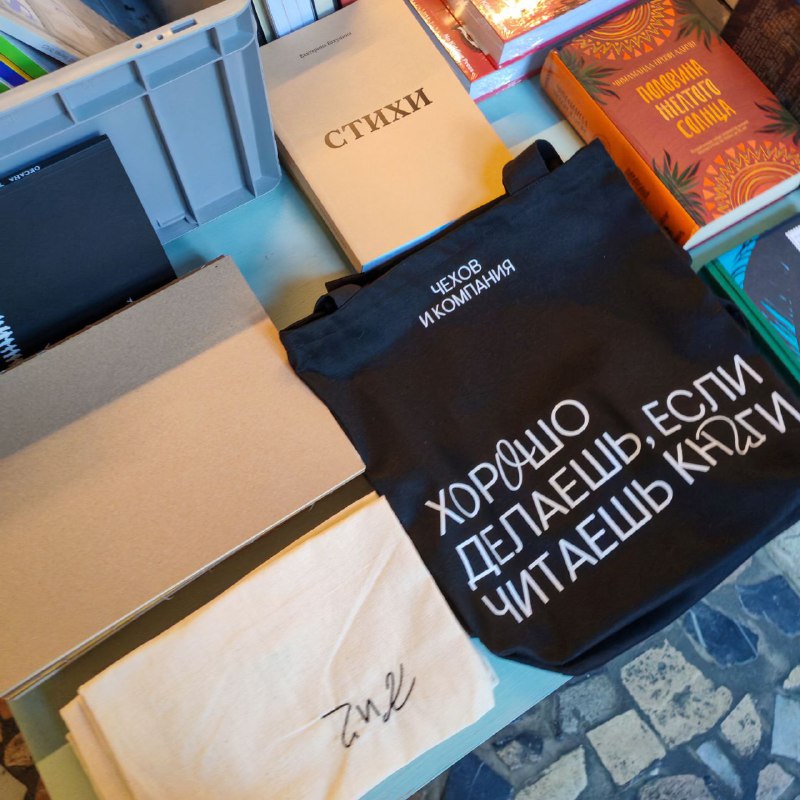 СТИХИ
ПОЛОВИНА
ЖЕЛТОГО
СОЛНЦА
ЧЕХОВ
И КОМПАНИЯ
ХОРОШО
ДЕЛАЕШЬ, ЕСЛИ
ЧИТАЕШЬ КНИГИ